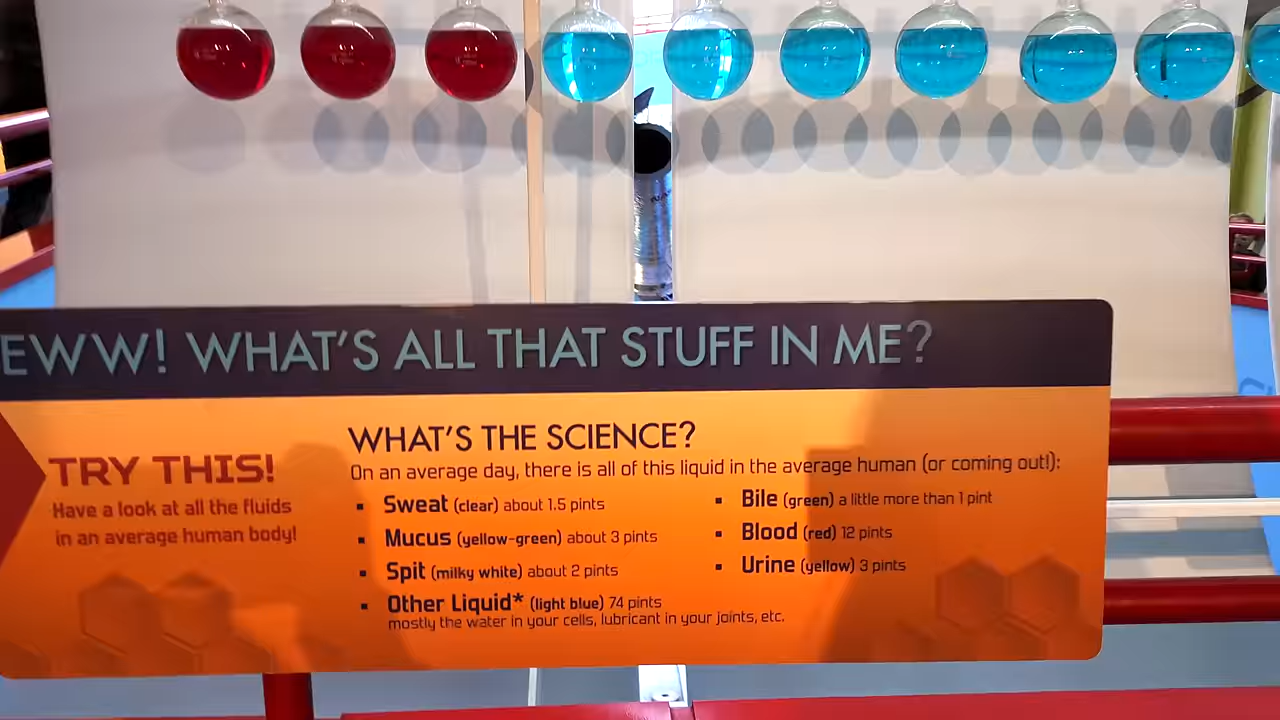 EWW! WHAT'S ALL THAT STUFF IN ME?
TRY THIS!
Have a look at all the fluids
in an average human body!
WHAT'S THE SCIENCE?
On an average day, there is all of this liquid in the average human (or coming out!):
▪ Sweat (clear) about 1.5 pints
▪ Mucus (yellow-green) about 3 pints
▪ Spit (milky white) about 2 pints
▪ Other Liquid* (light blue) 74 pints
mostly the water in your cells, lubricant in your joints, etc.
▪ Bile (green) a little more than 1 pint
▪ Blood (red) 12 pints
▪ Urine (yellow) 3 pints